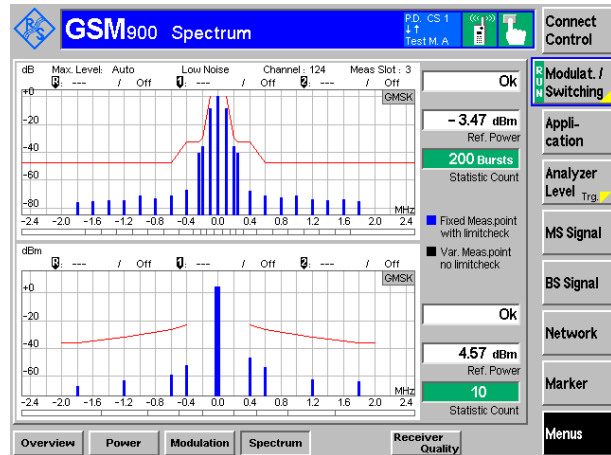 GSM900 Spectrum
P.D. CS 1
Test M. A
Connect Control
dB Max. Level: Auto Low Noise Channel : 124 Meas Slot : 3
R: --- / Off 1: --- / Off 2: --- / Off
+0
GMSK
-20
-40
-60
-80
MHz
-2.4 -2.0 -1.6 -1.2 -0.8 -0.4 0.0 0.4 0.8 1.2 1.6 2.0 2.4
Ok
- 3.47 dBm
Ref. Power
200 Bursts
Statistic Count
Fixed Meas.point
with limitcheck
Var. Meas.point
no limitcheck
dBm
R: --- / Off 1: --- / Off 2: --- / Off
+0
GMSK
-20
-40
-60
MHz
-2.4 -2.0 -1.6 -1.2 -0.8 -0.4 0.0 0.4 0.8 1.2 1.6 2.0 2.4
Ok
4.57 dBm
Ref. Power
10
Statistic Count
RUN
Modulat. /
Switching
Appli-
cation
Analyzer
Level Trg.
MS Signal
BS Signal
Network
Marker
Menus
Overview Power Modulation Spectrum
Receiver
Quality